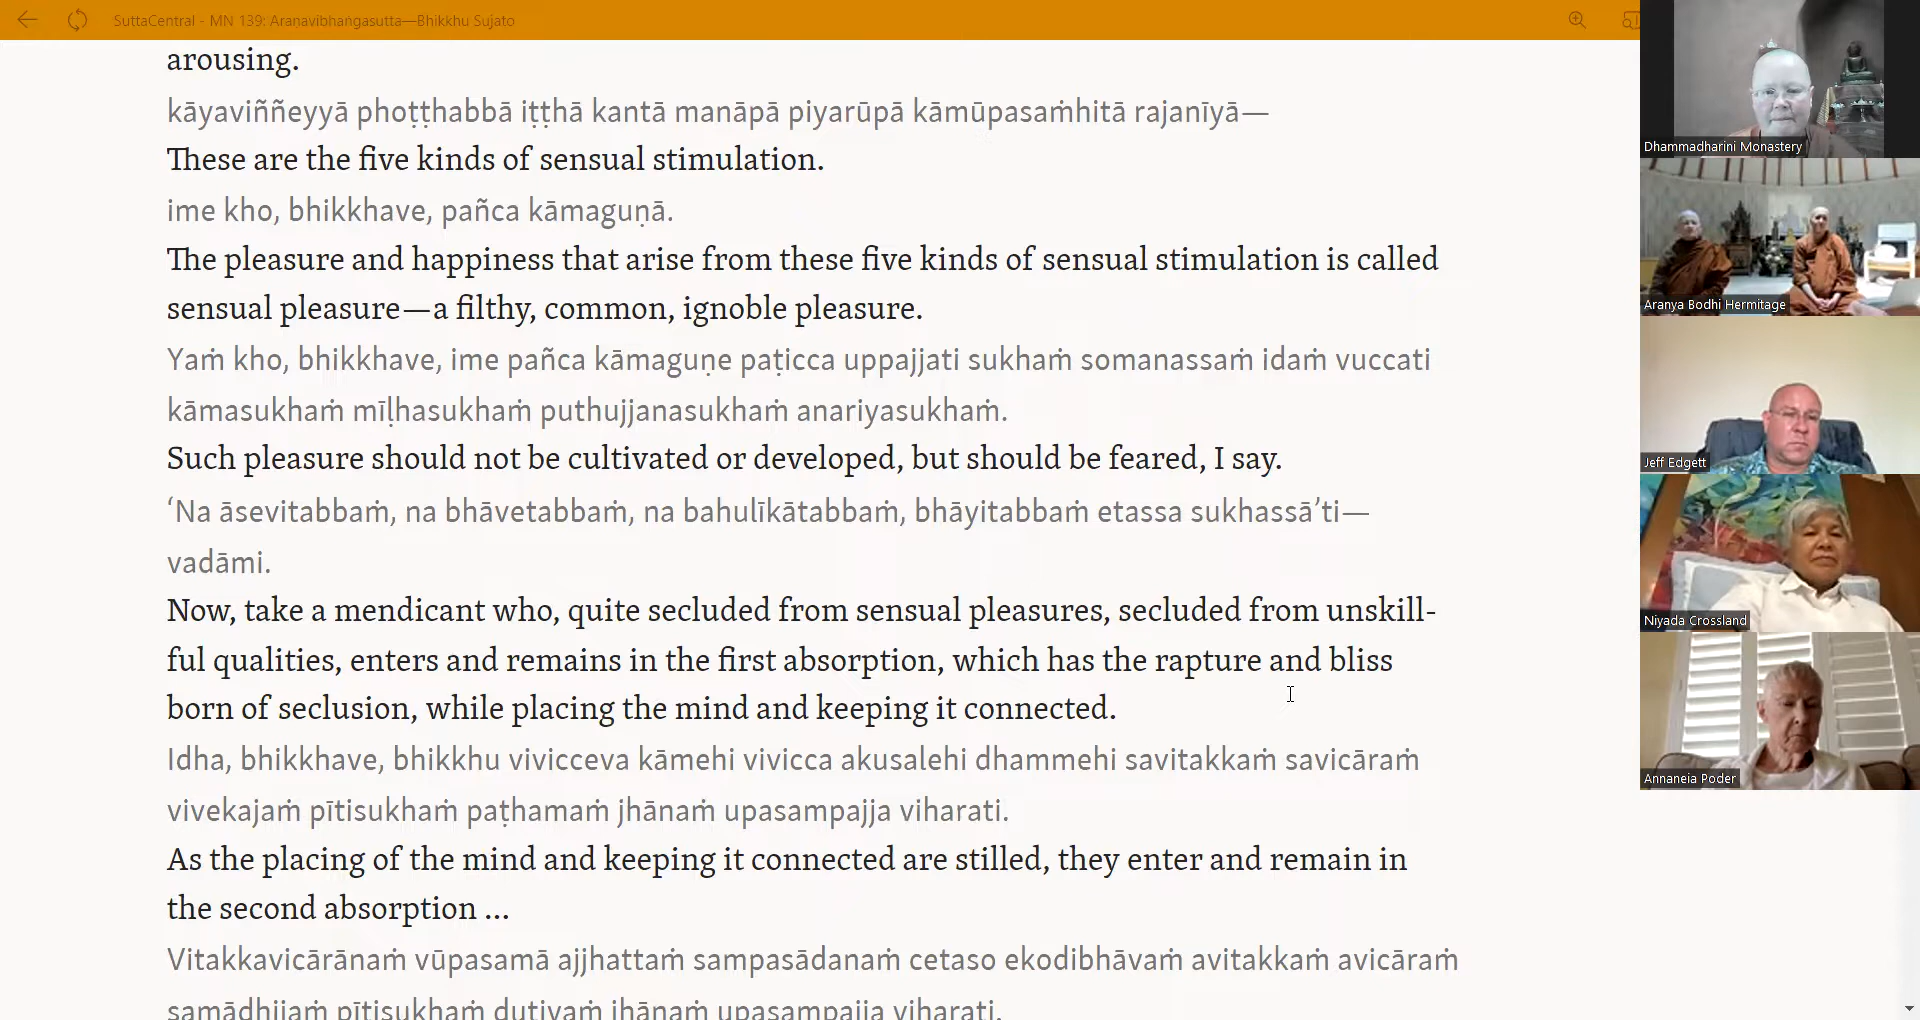 SuttaCentral - MN 139: Araṇavibhaṅgasutta—Bhikkhu Sujato
arousing.
kāyaviññeyyā phoṭṭhabbā iṭṭhā kantā manāpā piyarūpā kāmūpasaṁhitā rajanīyā—
These are the five kinds of sensual stimulation.
ime kho, bhikkhave, pañca kāmaguṇā.
The pleasure and happiness that arise from these five kinds of sensual stimulation is called
sensual pleasure—a filthy, common, ignoble pleasure.
Yaṁ kho, bhikkhave, ime pañca kāmaguṇe paṭicca uppajjati sukhaṁ somanassaṁ idaṁ vuccati
kāmasukhaṁ mīḷhasukhaṁ puthujjanasukhaṁ anariyasukhaṁ.
Such pleasure should not be cultivated or developed, but should be feared, I say.
‘Na āsevitabbaṁ, na bhāvetabbaṁ, na bahulīkātabbaṁ, bhāyitabbaṁ etassa sukhassā’ti—
vadāmi.
Now, take a mendicant who, quite secluded from sensual pleasures, secluded from unskill-
ful qualities, enters and remains in the first absorption, which has the rapture and bliss
born of seclusion, while placing the mind and keeping it connected.
Idha, bhikkhave, bhikkhu vivicceva kāmehi vivicca akusalehi dhammehi savitakkaṁ savicāraṁ
vivekajaṁ pītisukhaṁ paṭhamaṁ jhānaṁ upasampajja viharati.
As the placing of the mind and keeping it connected are stilled, they enter and remain in
the second absorption …
Vitakkavicārānaṁ vūpasamā ajjhattaṁ sampasādanaṁ cetaso ekodibhāvaṁ avitakkaṁ avicāraṁ
samādhijaṁ pītisukhaṁ dutiyaṁ jhānaṁ upasampajja viharati.
Dhammadharini Monastery
Aranya Bodhi Hermitage
Jeff Edgett
Niyada Crossland
Annaneia Poder